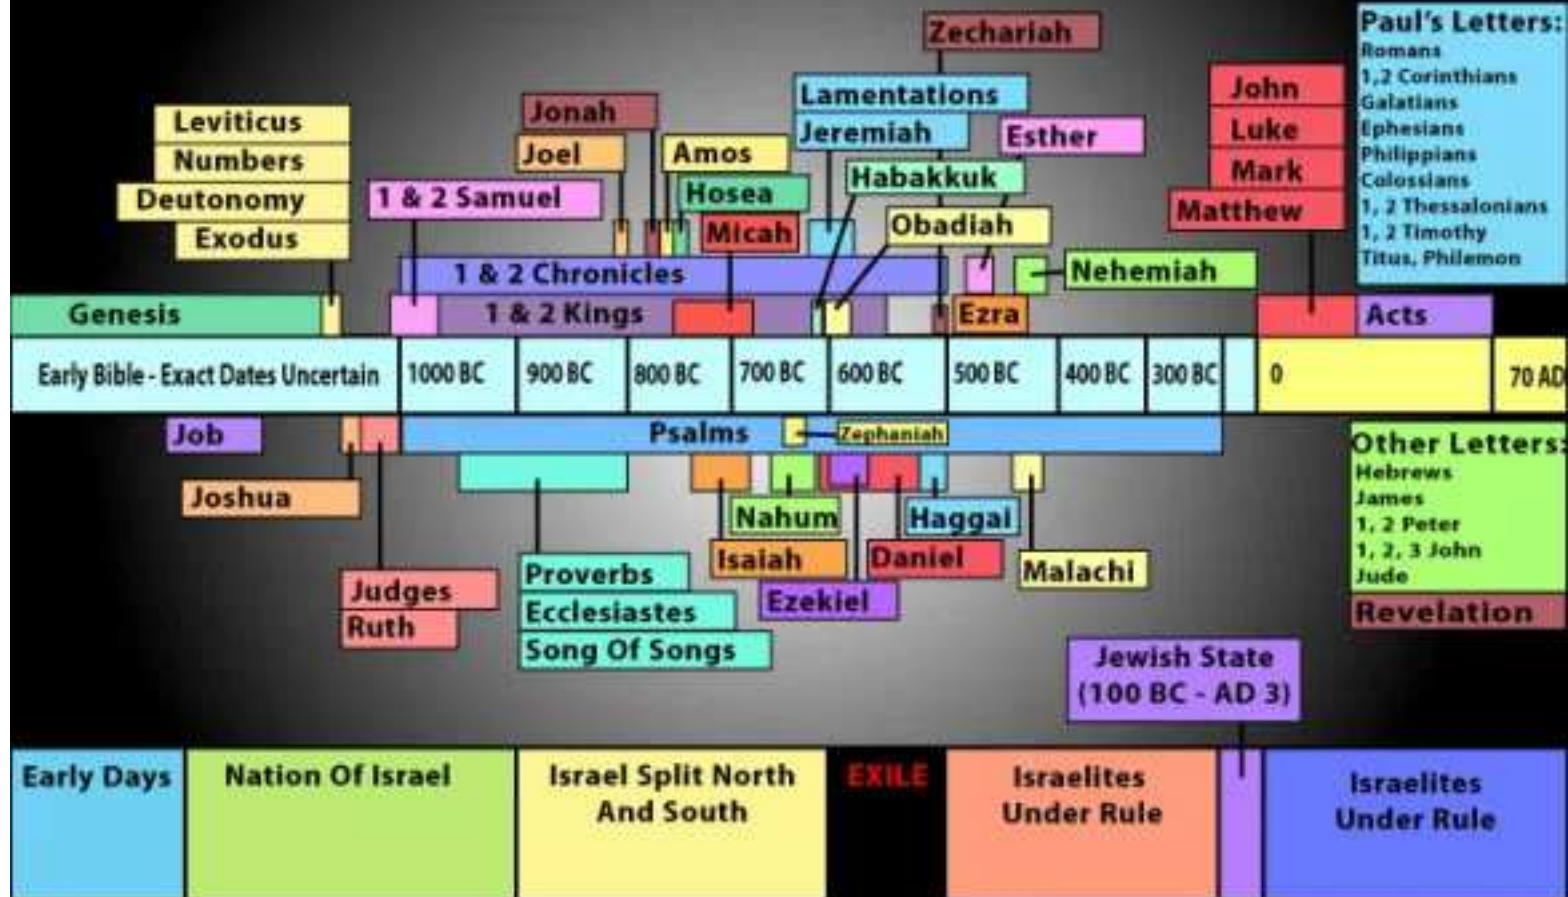 Zechariah
Paul's Letters:
Romans
1,2 Corinthians
Galatians
Ephesians
Philippians
Colossians
1, 2 Thessalonians
1, 2 Timothy
Titus, Philemon
John
Luke
Mark
Matthew
Lamentations
Jeremiah
Esther
Habakkuk
Obadiah
Nehemiah
Jonah
Joel
Amos
Hosea
Micah
Leviticus
Numbers
Deutonomy
Exodus
1 & 2 Samuel
1 & 2 Chronicles
Genesis
1 & 2 Kings
Ezra
Acts
Early Bible - Exact Dates Uncertain
1000 BC
900 BC
800 BC
700 BC
600 BC
500 BC
400 BC
300 BC
0
70 AD
Job
Psalms
Zephaniah
Joshua
Nahum
Haggai
Isaiah
Daniel
Malachi
Ezekiel
Judges
Ruth
Proverbs
Ecclesiastes
Song Of Songs
Other Letters:
Hebrews
James
1, 2 Peter
1, 2, 3 John
Jude
Revelation
Jewish State
(100 BC - AD 3)
Early Days
Nation Of Israel
Israel Split North
And South
EXILE
Israelites
Under Rule
Israelites
Under Rule